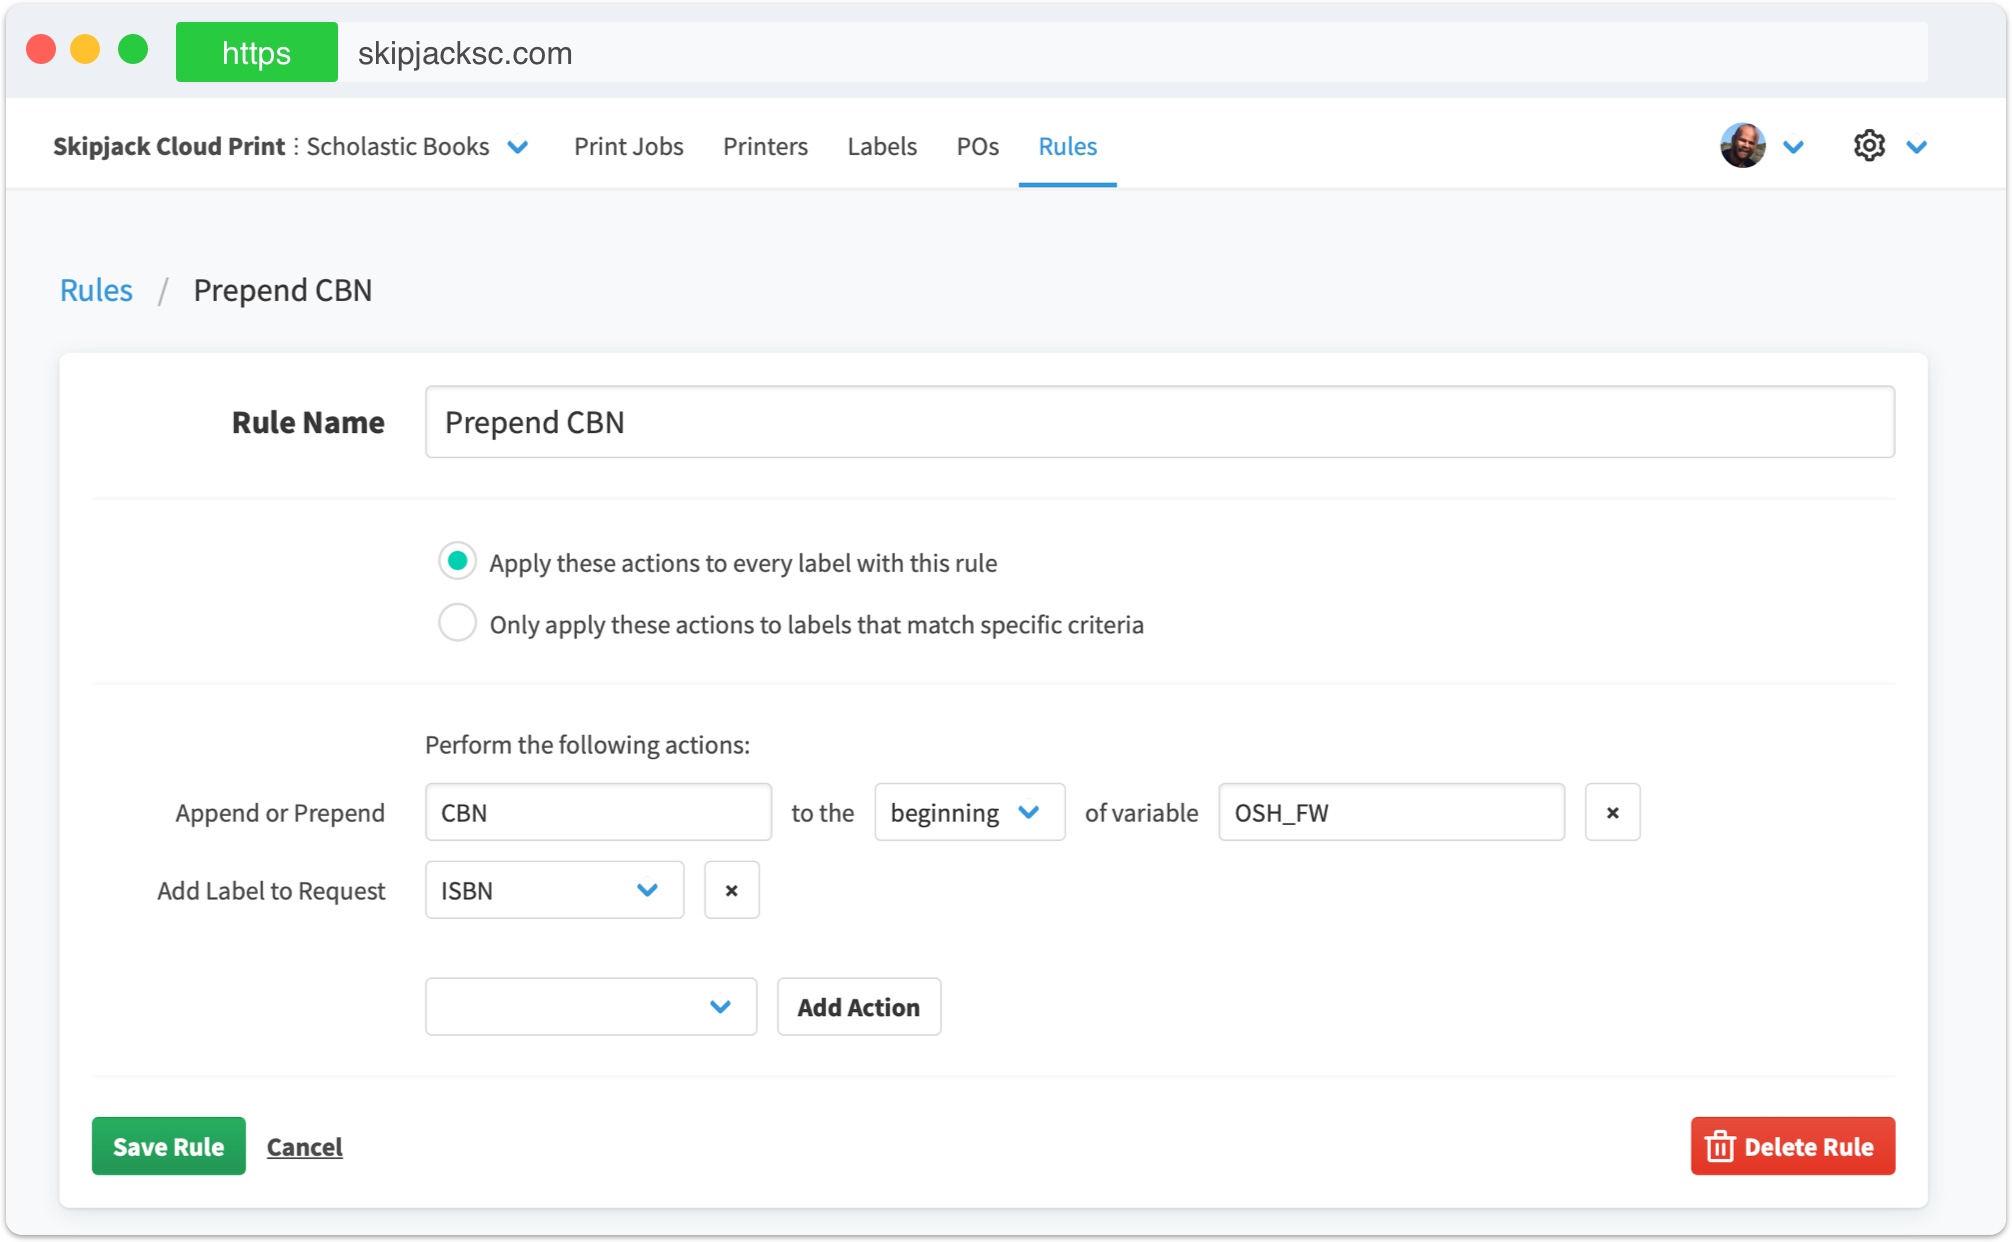 https skipjacksc.com
Skipjack Cloud Print ⋮ Scholastic Books Print Jobs Printers Labels POs Rules
Rules / Prepend CBN
Rule Name Prepend CBN
Apply these actions to every label with this rule
Only apply these actions to labels that match specific criteria
Perform the following actions:
Append or Prepend CBN to the beginning of variable OSH_FW ×
Add Label to Request ISBN ×
Add Action
Save Rule Cancel Delete Rule